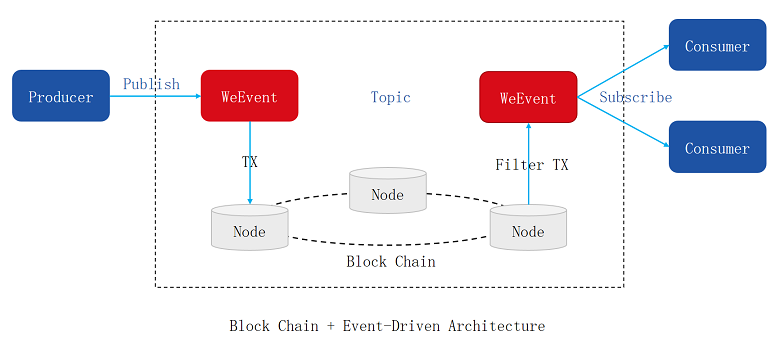 Producer
Publish
WeEvent
Topic
WeEvent
Subscribe
Consumer
Consumer
TX
Filter TX
Node
Node
Node
Block Chain
Block Chain + Event-Driven Architecture